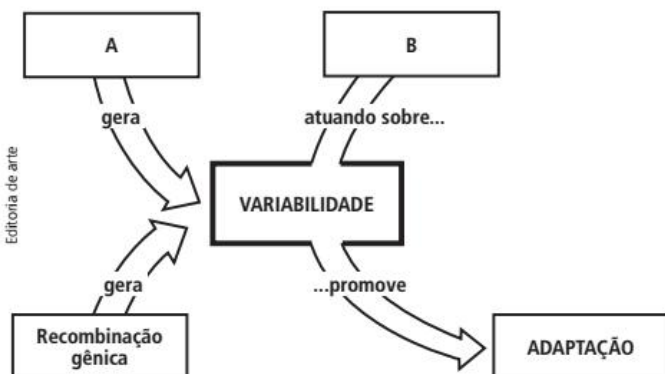 A
B
gera
atuando sobre...
Editoria de arte
VARIABILIDADE
gera
...promove
Recombinação
gênica
ADAPTAÇÃO